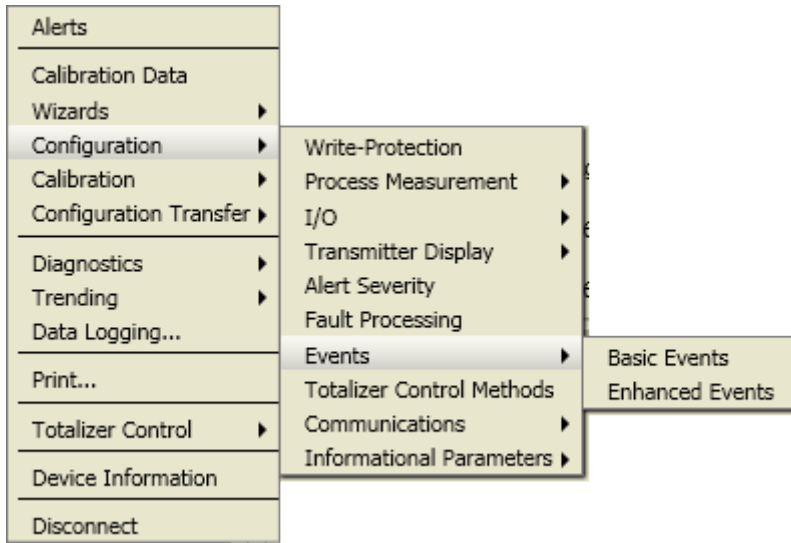 Alerts
Calibration Data
Wizards
Configuration
Calibration
Configuration Transfer
Diagnostics
Trending
Data Logging...
Print...
Totalizer Control
Device Information
Disconnect
Write-Protection
Process Measurement
I/O
Transmitter Display
Alert Severity
Fault Processing
Events
Totalizer Control Methods
Communications
Informational Parameters
Basic Events
Enhanced Events